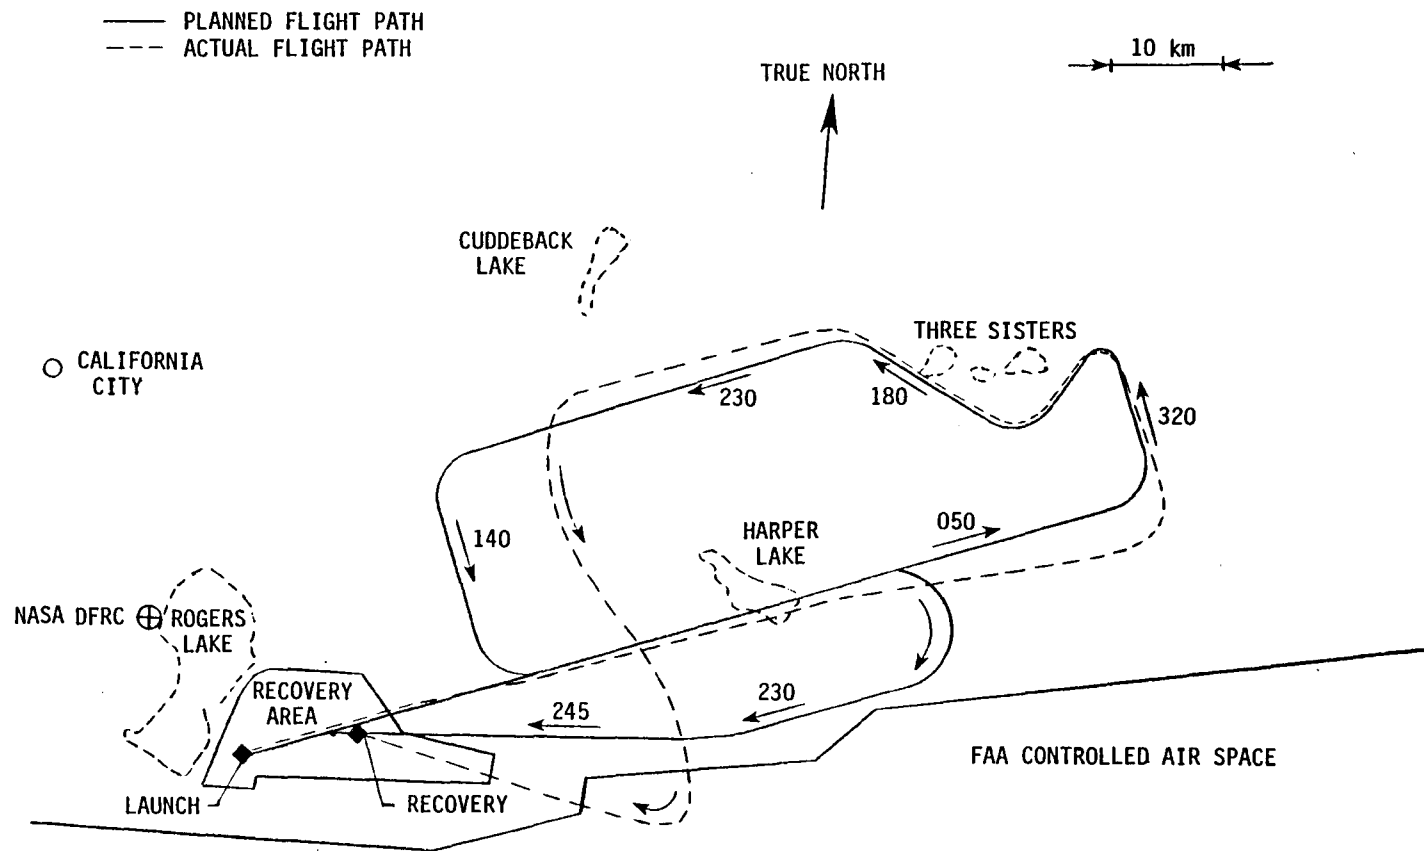 PLANNED FLIGHT PATH
ACTUAL FLIGHT PATH
10 km
TRUE NORTH
CUDDEBACK
LAKE
THREE SISTERS
CALIFORNIA
CITY
230
180
320
050
140
HARPER
LAKE
NASA DFRC
ROGERS
LAKE
RECOVERY
AREA
245
230
FAA CONTROLLED AIR SPACE
LAUNCH
RECOVERY